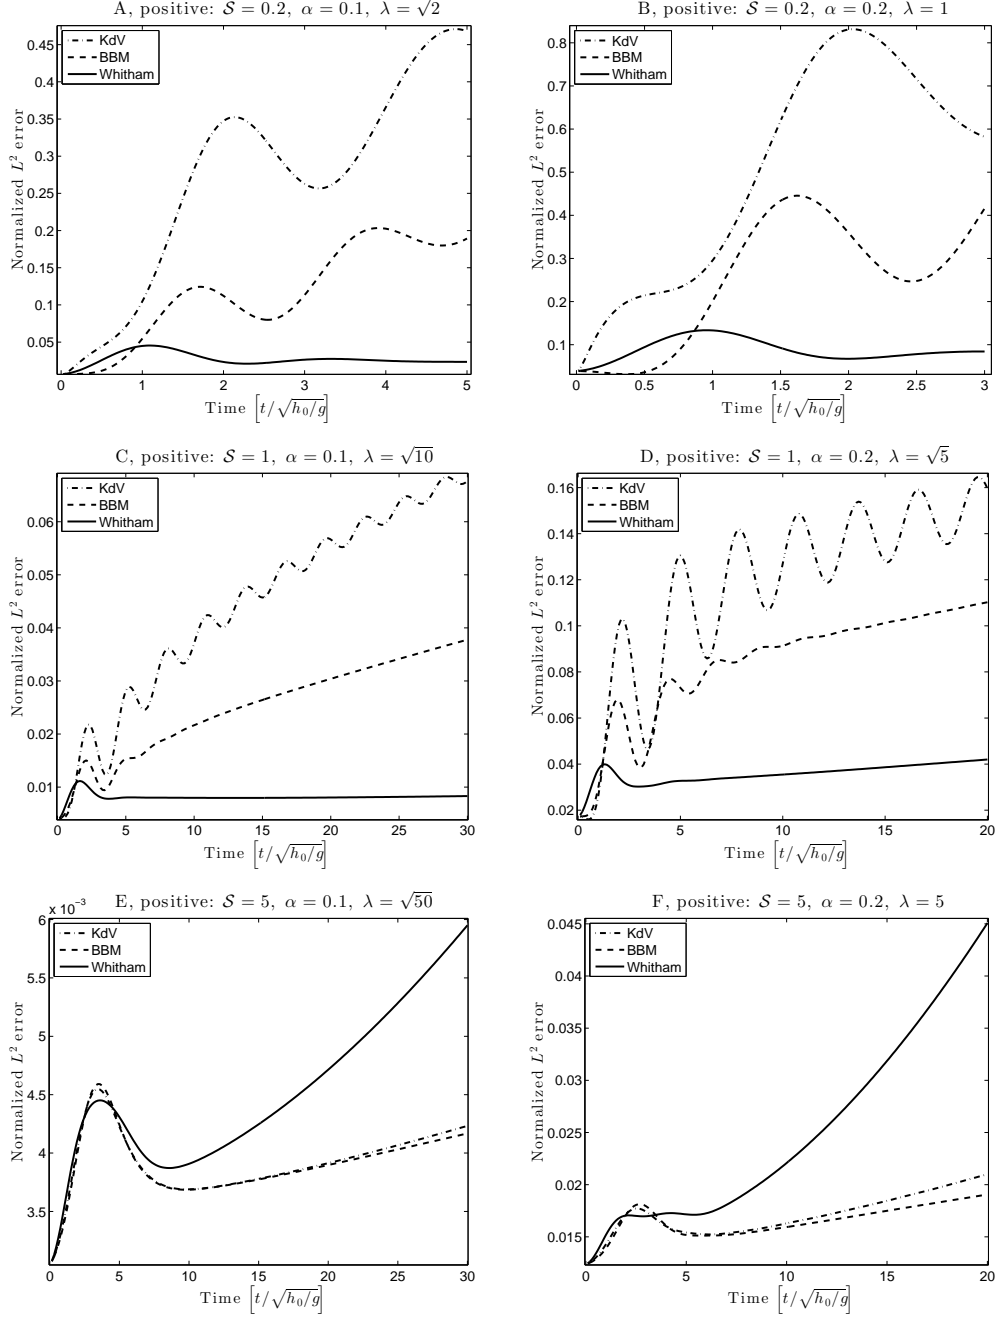 A, positive: S = 0.2, α = 0.1, λ = √2
KdV
BBM
Whitham
0.45
0.4
0.35
0.3
0.25
0.2
0.15
0.1
0.05
Normalized L² error
0 1 2 3 4 5
Time [t/√h₀/g]
B, positive: S = 0.2, α = 0.2, λ = 1
KdV
BBM
Whitham
0.8
0.7
0.6
0.5
0.4
0.3
0.2
0.1
Normalized L² error
0 0.5 1 1.5 2 2.5 3
Time [t/√h₀/g]
C, positive: S = 1, α = 0.1, λ = √10
KdV
BBM
Whitham
0.06
0.05
0.04
0.03
0.02
0.01
Normalized L² error
0 5 10 15 20 25 30
Time [t/√h₀/g]
D, positive: S = 1, α = 0.2, λ = √5
KdV
BBM
Whitham
0.16
0.14
0.12
0.1
0.08
0.06
0.04
0.02
Normalized L² error
0 5 10 15 20
Time [t/√h₀/g]
E, positive: S = 5, α = 0.1, λ = √50
x 10⁻³
KdV
BBM
Whitham
6
5.5
5
4.5
4
3.5
Normalized L² error
0 5 10 15 20 25 30
Time [t/√h₀/g]
F, positive: S = 5, α = 0.2, λ = 5
KdV
BBM
Whitham
0.045
0.04
0.035
0.03
0.025
0.02
0.015
Normalized L² error
0 5 10 15 20
Time [t/√h₀/g]